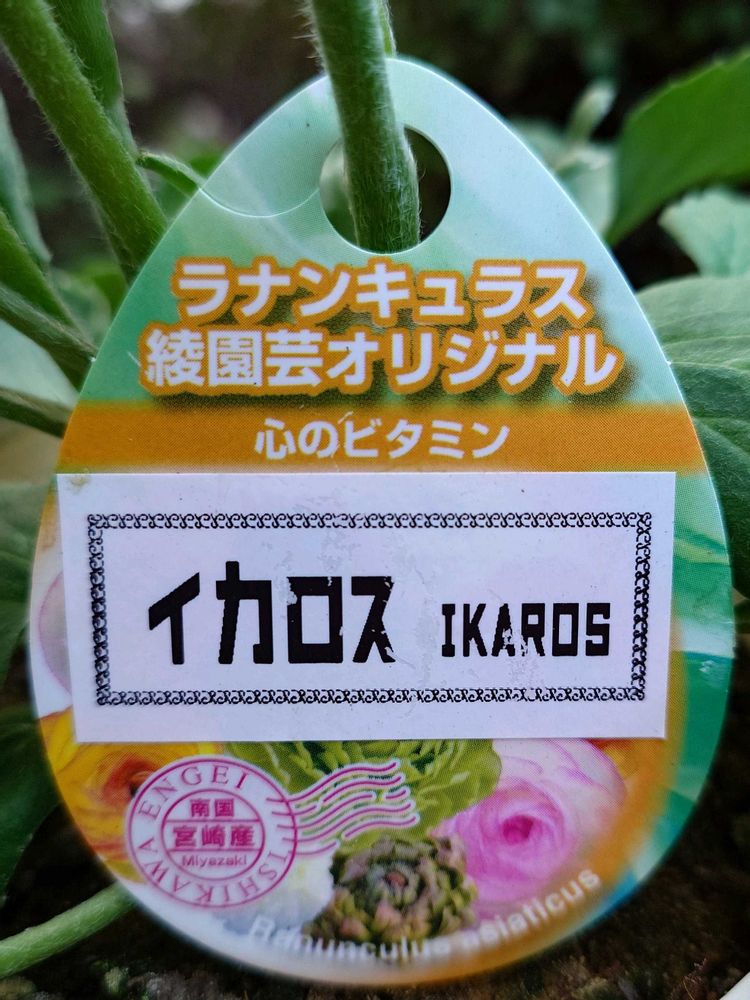 ラナンキュラス
綾園芸オリジナル
心のビタミン
イカロス IKAROS
ISHIKAWA ENGEI
南国
宮崎産
Miyazaki
Ranunculus asiaticus